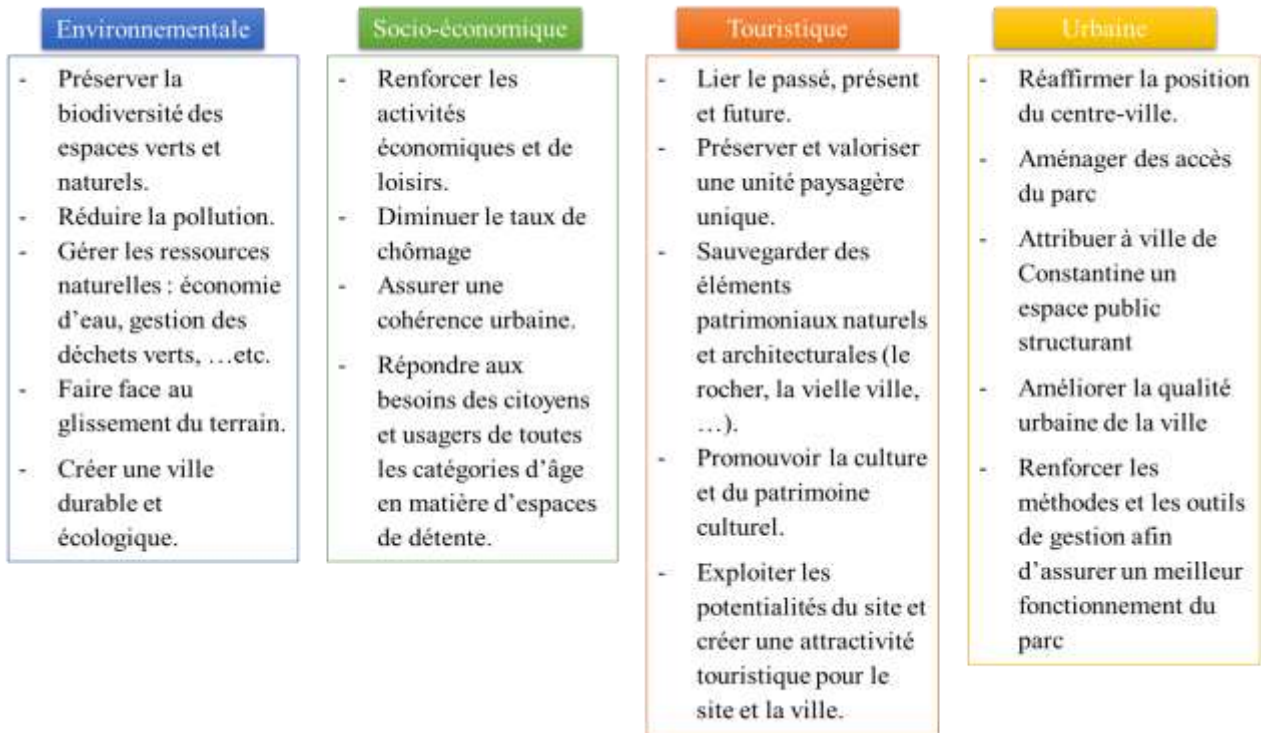 Environnementale
- Préserver la
biodiversité des
espaces verts et
naturels.
- Réduire la pollution.
- Gérer les ressources
naturelles : économie
d'eau, gestion des
déchets verts, …etc.
- Faire face au
glissement du terrain.
- Créer une ville
durable et
écologique.
Socio-économique
- Renforcer les
activités
économiques et de
loisirs.
- Diminuer le taux de
chômage
- Assurer une
cohérence urbaine.
- Répondre aux
besoins des citoyens
et usagers de toutes
les catégories d'âge
en matière d'espaces
de détente.
Touristique
- Lier le passé, présent
et future.
- Préserver et valoriser
une unité paysagère
unique.
- Sauvegarder des
éléments
patrimoniaux naturels
et architecturales (le
rocher, la vielle ville,
…).
- Promouvoir la culture
et du patrimoine
culturel.
- Exploiter les
potentialités du site et
créer une attractivité
touristique pour le
site et la ville.
Urbaine
- Réaffirmer la position
du centre-ville.
- Aménager des accès
du parc
- Attribuer à ville de
Constantine un
espace public
structurant
- Améliorer la qualité
urbaine de la ville
- Renforcer les
méthodes et les outils
de gestion afin
d'assurer un meilleur
fonctionnement du
parc